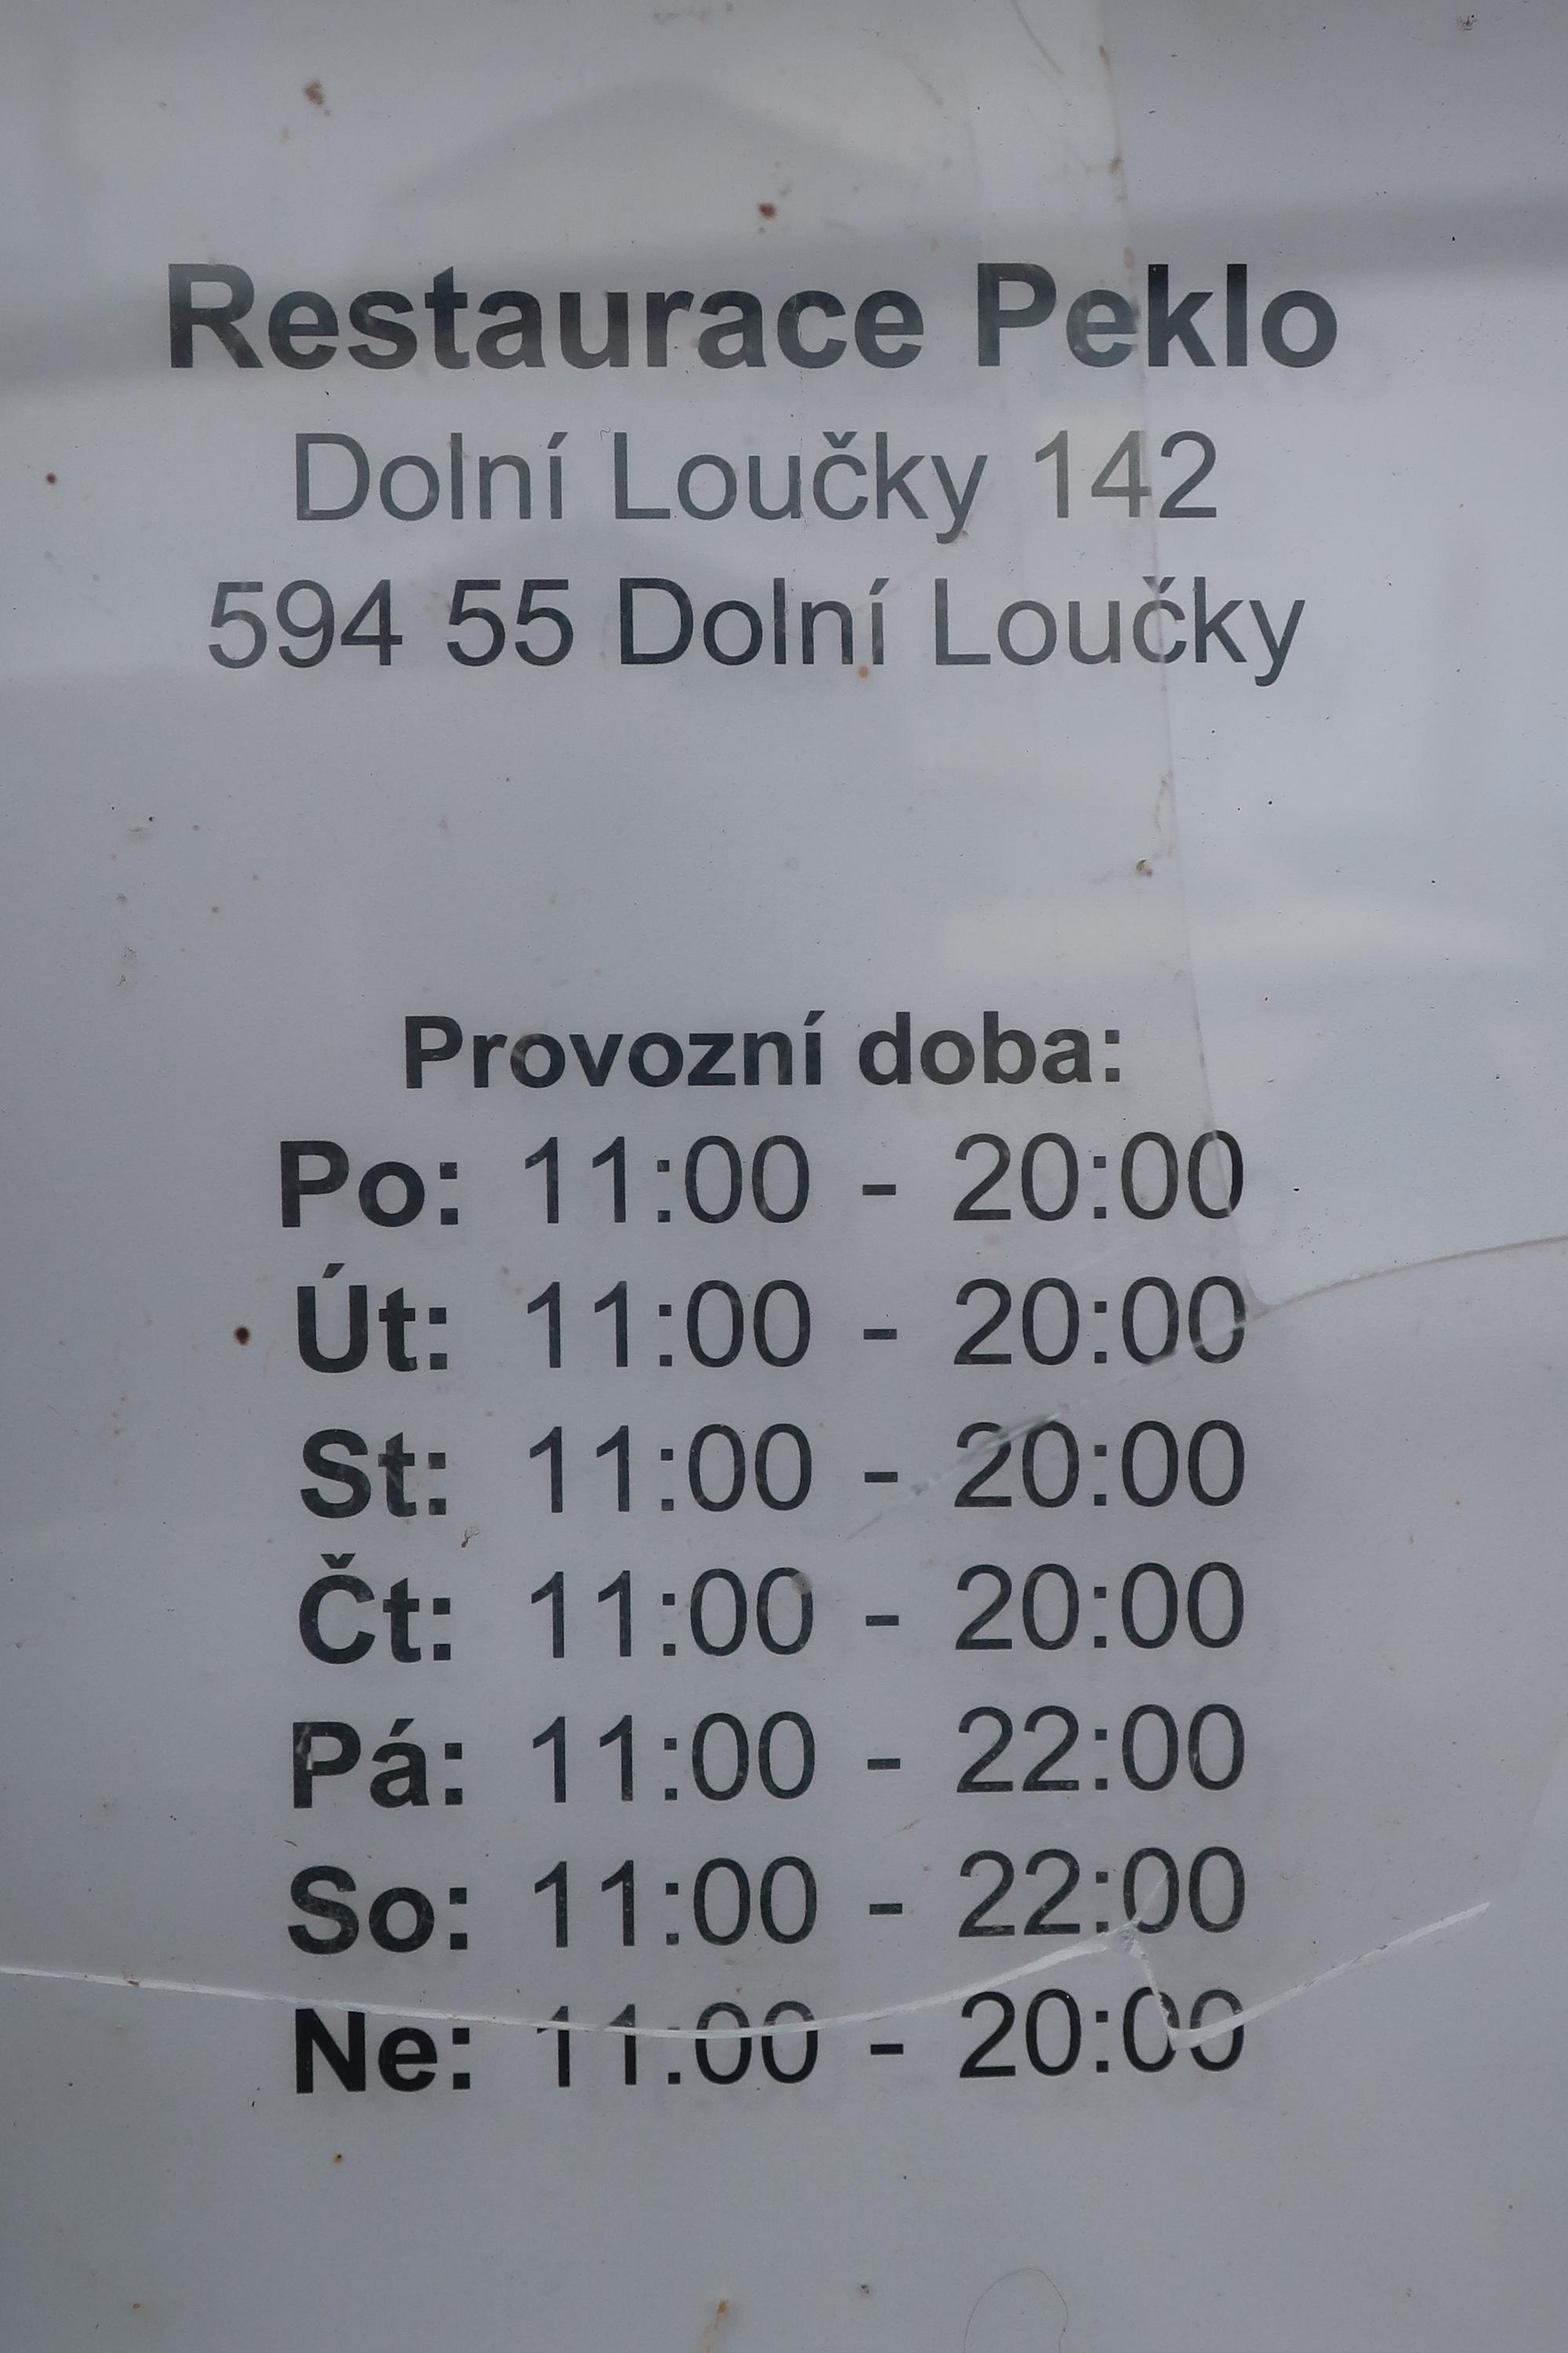 Restaurace Peklo
Dolní Loučky 142
594 55 Dolní Loučky
Provozní doba:
Po: 11:00 - 20:00
Út: 11:00 - 20:00
St: 11:00 - 20:00
Čt: 11:00 - 20:00
Pá: 11:00 - 22:00
So: 11:00 - 22:00
Ne: 11:00 - 20:00